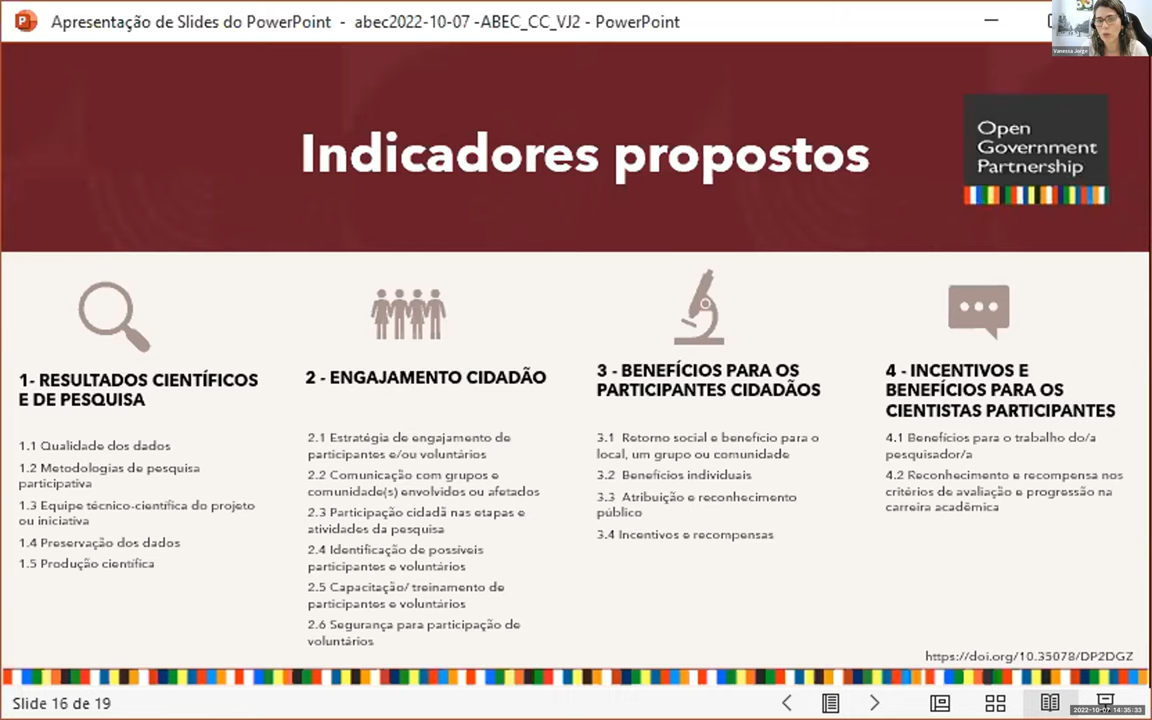 Apresentação de Slides do PowerPoint - abec2022-10-07 -ABEC_CC_VJ2 - PowerPoint
Vanessa Jorge
Indicadores propostos
Open
Government
Partnership
1- RESULTADOS CIENTÍFICOS
E DE PESQUISA
1.1 Qualidade dos dados
1.2 Metodologias de pesquisa
participativa
1.3 Equipe técnico-científica do projeto
ou iniciativa
1.4 Preservação dos dados
1.5 Produção científica
2 - ENGAJAMENTO CIDADÃO
2.1 Estratégia de engajamento de
participantes e/ou voluntários
2.2 Comunicação com grupos e
comunidade(s) envolvidos ou afetados
2.3 Participação cidadã nas etapas e
atividades da pesquisa
2.4 Identificação de possíveis
participantes e voluntários
2.5 Capacitação/ treinamento de
participantes e voluntários
2.6 Segurança para participação de
voluntários
3 - BENEFÍCIOS PARA OS
PARTICIPANTES CIDADÃOS
3.1 Retorno social e benefício para o
local, um grupo ou comunidade
3.2 Benefícios individuais
3.3 Atribuição e reconhecimento
público
3.4 Incentivos e recompensas
4 - INCENTIVOS E
BENEFÍCIOS PARA OS
CIENTISTAS PARTICIPANTES
4.1 Benefícios para o trabalho do/a
pesquisador/a
4.2 Reconhecimento e recompensa nos
critérios de avaliação e progressão na
carreira acadêmica
https://doi.org/10.35078/DP2DGZ
Slide 16 de 19
2022-10-07 14:35:33